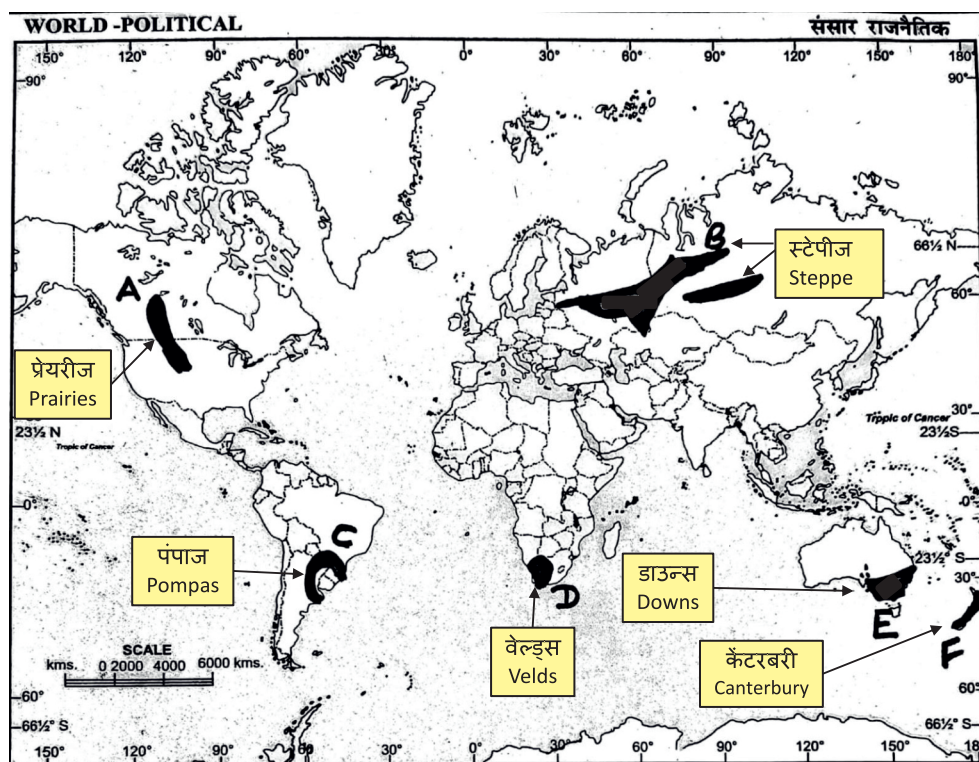 WORLD -POLITICAL
संसार राजनैतिक
150° 120° 90° 60° 30° 0° 30° 60° 90° 120° 150° 180°
90°
90°
B
66½ N
स्टेपीज
Steppe
A
60°
प्रेयरीज
Prairies
30°
23½ N
Tropic of Cancer
Tropic of Cancer
23½ S
0°
0°
C
पंपाज
Pompas
23½° S
30°
डाउन्स
Downs
D
E
F
वेल्ड्स
Velds
केंटरबरी
Canterbury
SCALE
kms. 0 2000 4000 6000 kms.
60°
60°
66½° S
66½° S
150° 120° 90° 60° 30° 0° 30° 60° 90° 120° 150° 18